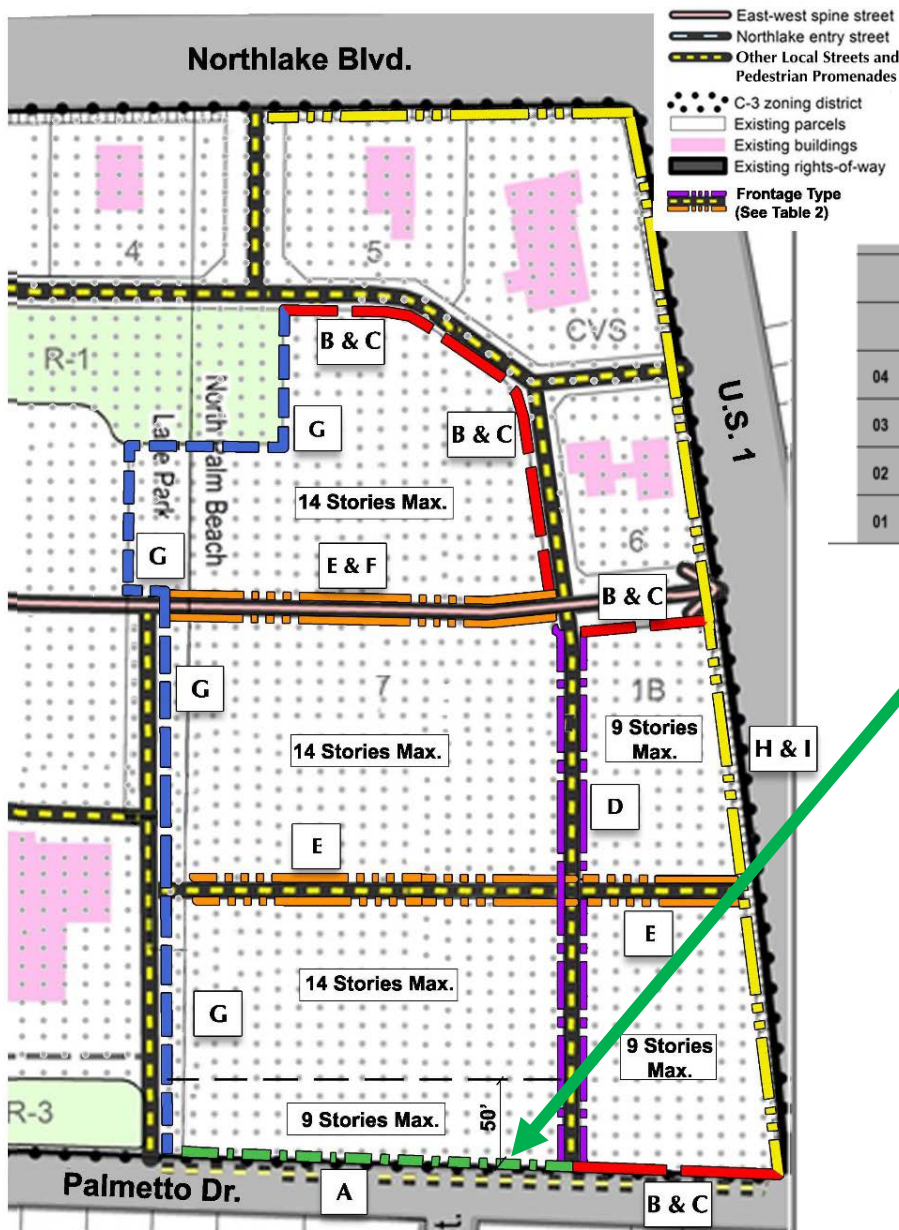 Northlake Blvd.
East-west spine street
Northlake entry street
Other Local Streets and
Pedestrian Promenades
C-3 zoning district
Existing parcels
Existing buildings
Existing rights-of-way
Frontage Type
(See Table 2)
4
5
CVS
R-1
B & C
U.S. 1
Lake Park
North Palm Beach
G
B & C
04
03
02
01
14 Stories Max.
6
G
E & F
B & C
G
7
1B
14 Stories Max.
9 Stories
Max.
H & I
D
E
E
14 Stories Max.
G
9 Stories
Max.
R-3
9 Stories Max.
50'
Palmetto Dr.
A
B & C
t.